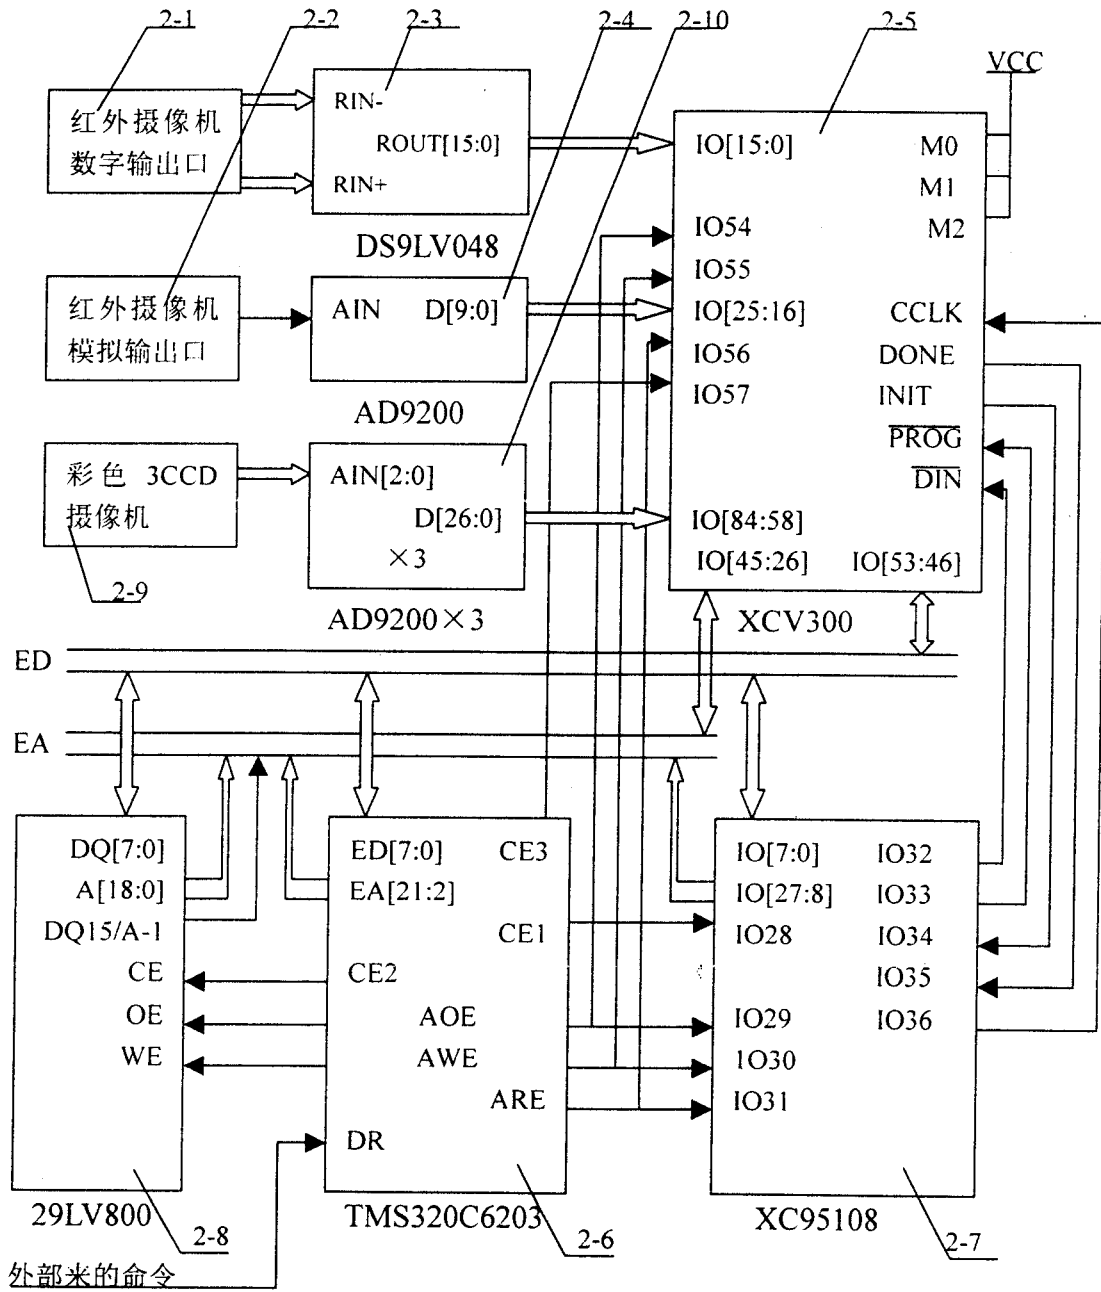 2-1
2-2
2-3
2-4
2-10
2-5
VCC
红外摄像机
数字输出口
RIN-
ROUT[15:0]
RIN+
DS9LV048
IO[15:0]
M0
M1
M2
IO54
IO55
IO[25:16]
IO56
IO57
CCLK
DONE
INIT
PROG
DIN
IO[84:58]
IO[45:26]
IO[53:46]
XCV300
红外摄像机
模拟输出口
AIN
D[9:0]
AD9200
彩色 3CCD
摄像机
AIN[2:0]
D[26:0]
×3
2-9
AD9200×3
ED
EA
DQ[7:0]
A[18:0]
DQ15/A-1
CE
OE
WE
29LV800
2-8
ED[7:0]
CE3
EA[21:2]
CE1
CE2
AOE
AWE
ARE
DR
TMS320C6203
2-6
IO[7:0]
IO32
IO[27:8]
IO33
IO28
IO34
IO35
IO29
IO36
1O30
IO31
XC95108
2-7
外部来的命令